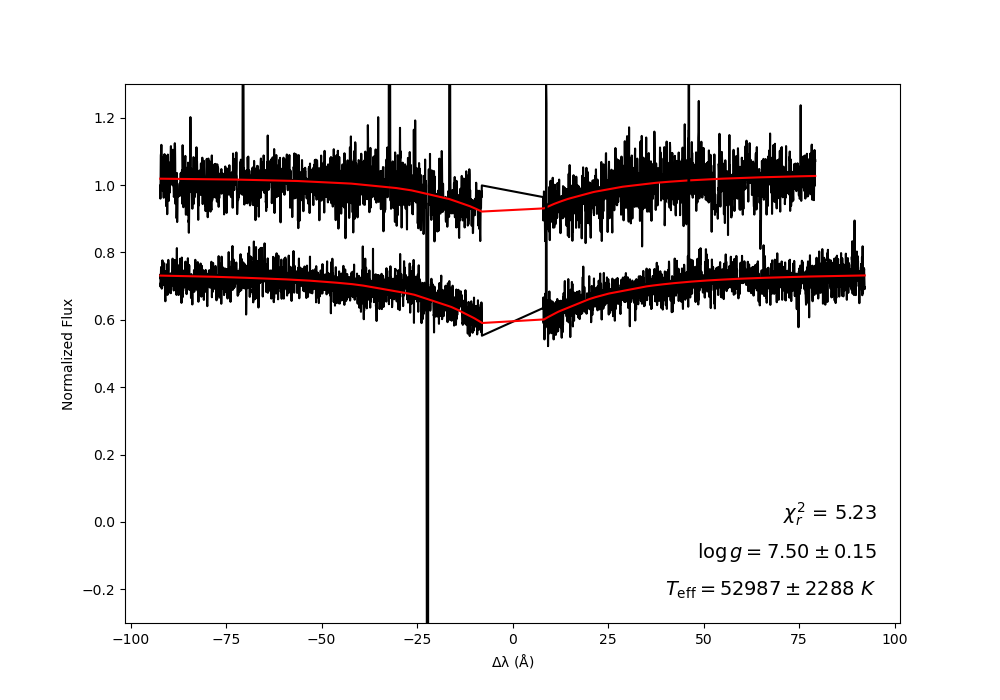 1.2
1.0
0.8
0.6
0.4
0.2
0.0
−0.2
Normalized Flux
χ²ᵣ = 5.23
log g = 7.50 ± 0.15
T_eff = 52987 ± 2288 K
−100 −75 −50 −25 0 25 50 75 100
Δλ (Å)